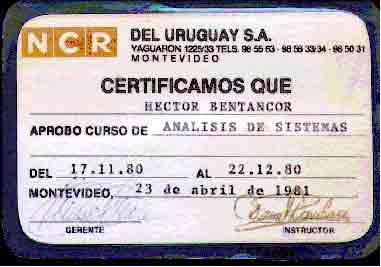 NCR DEL URUGUAY S.A.
YAGUARON 1225/33 TELS. 98 55 63 - 98 58 33/34 - 98 50 31
MONTEVIDEO
CERTIFICAMOS QUE
HECTOR BENTANCOR
APROBO CURSO DE ANALISIS DE SISTEMAS
DEL 17.11.80 AL 22.12.80
MONTEVIDEO, 23 de abril de 1981
GERENTE INSTRUCTOR